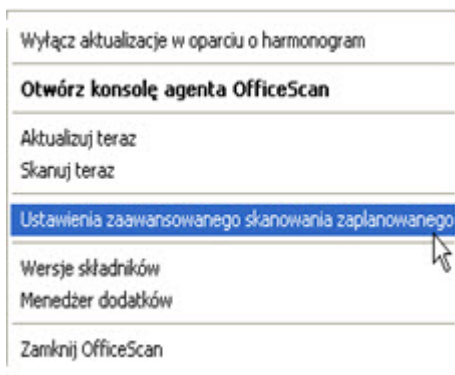 Wyłącz aktualizacje w oparciu o harmonogram
Otwórz konsolę agenta OfficeScan
Aktualizuj teraz
Skanuj teraz
Ustawienia zaawansowanego skanowania zaplanowanego
Wersje składników
Menedżer dodatków
Zamknij OfficeScan